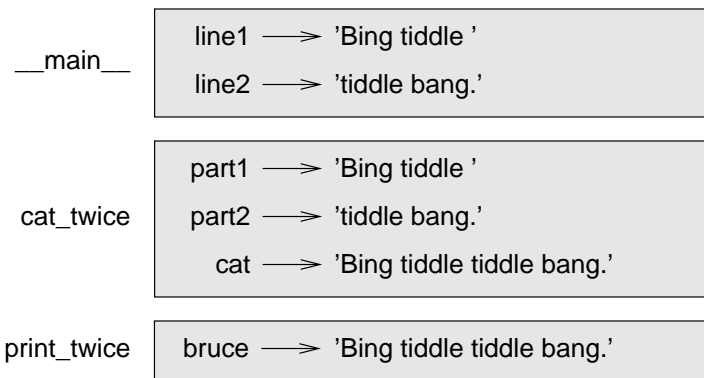 __main__
line1 ’Bing tiddle ’
line2 ’tiddle bang.’
cat_twice
part1 ’Bing tiddle ’
part2 ’tiddle bang.’
cat ’Bing tiddle tiddle bang.’
print_twice
bruce ’Bing tiddle tiddle bang.’